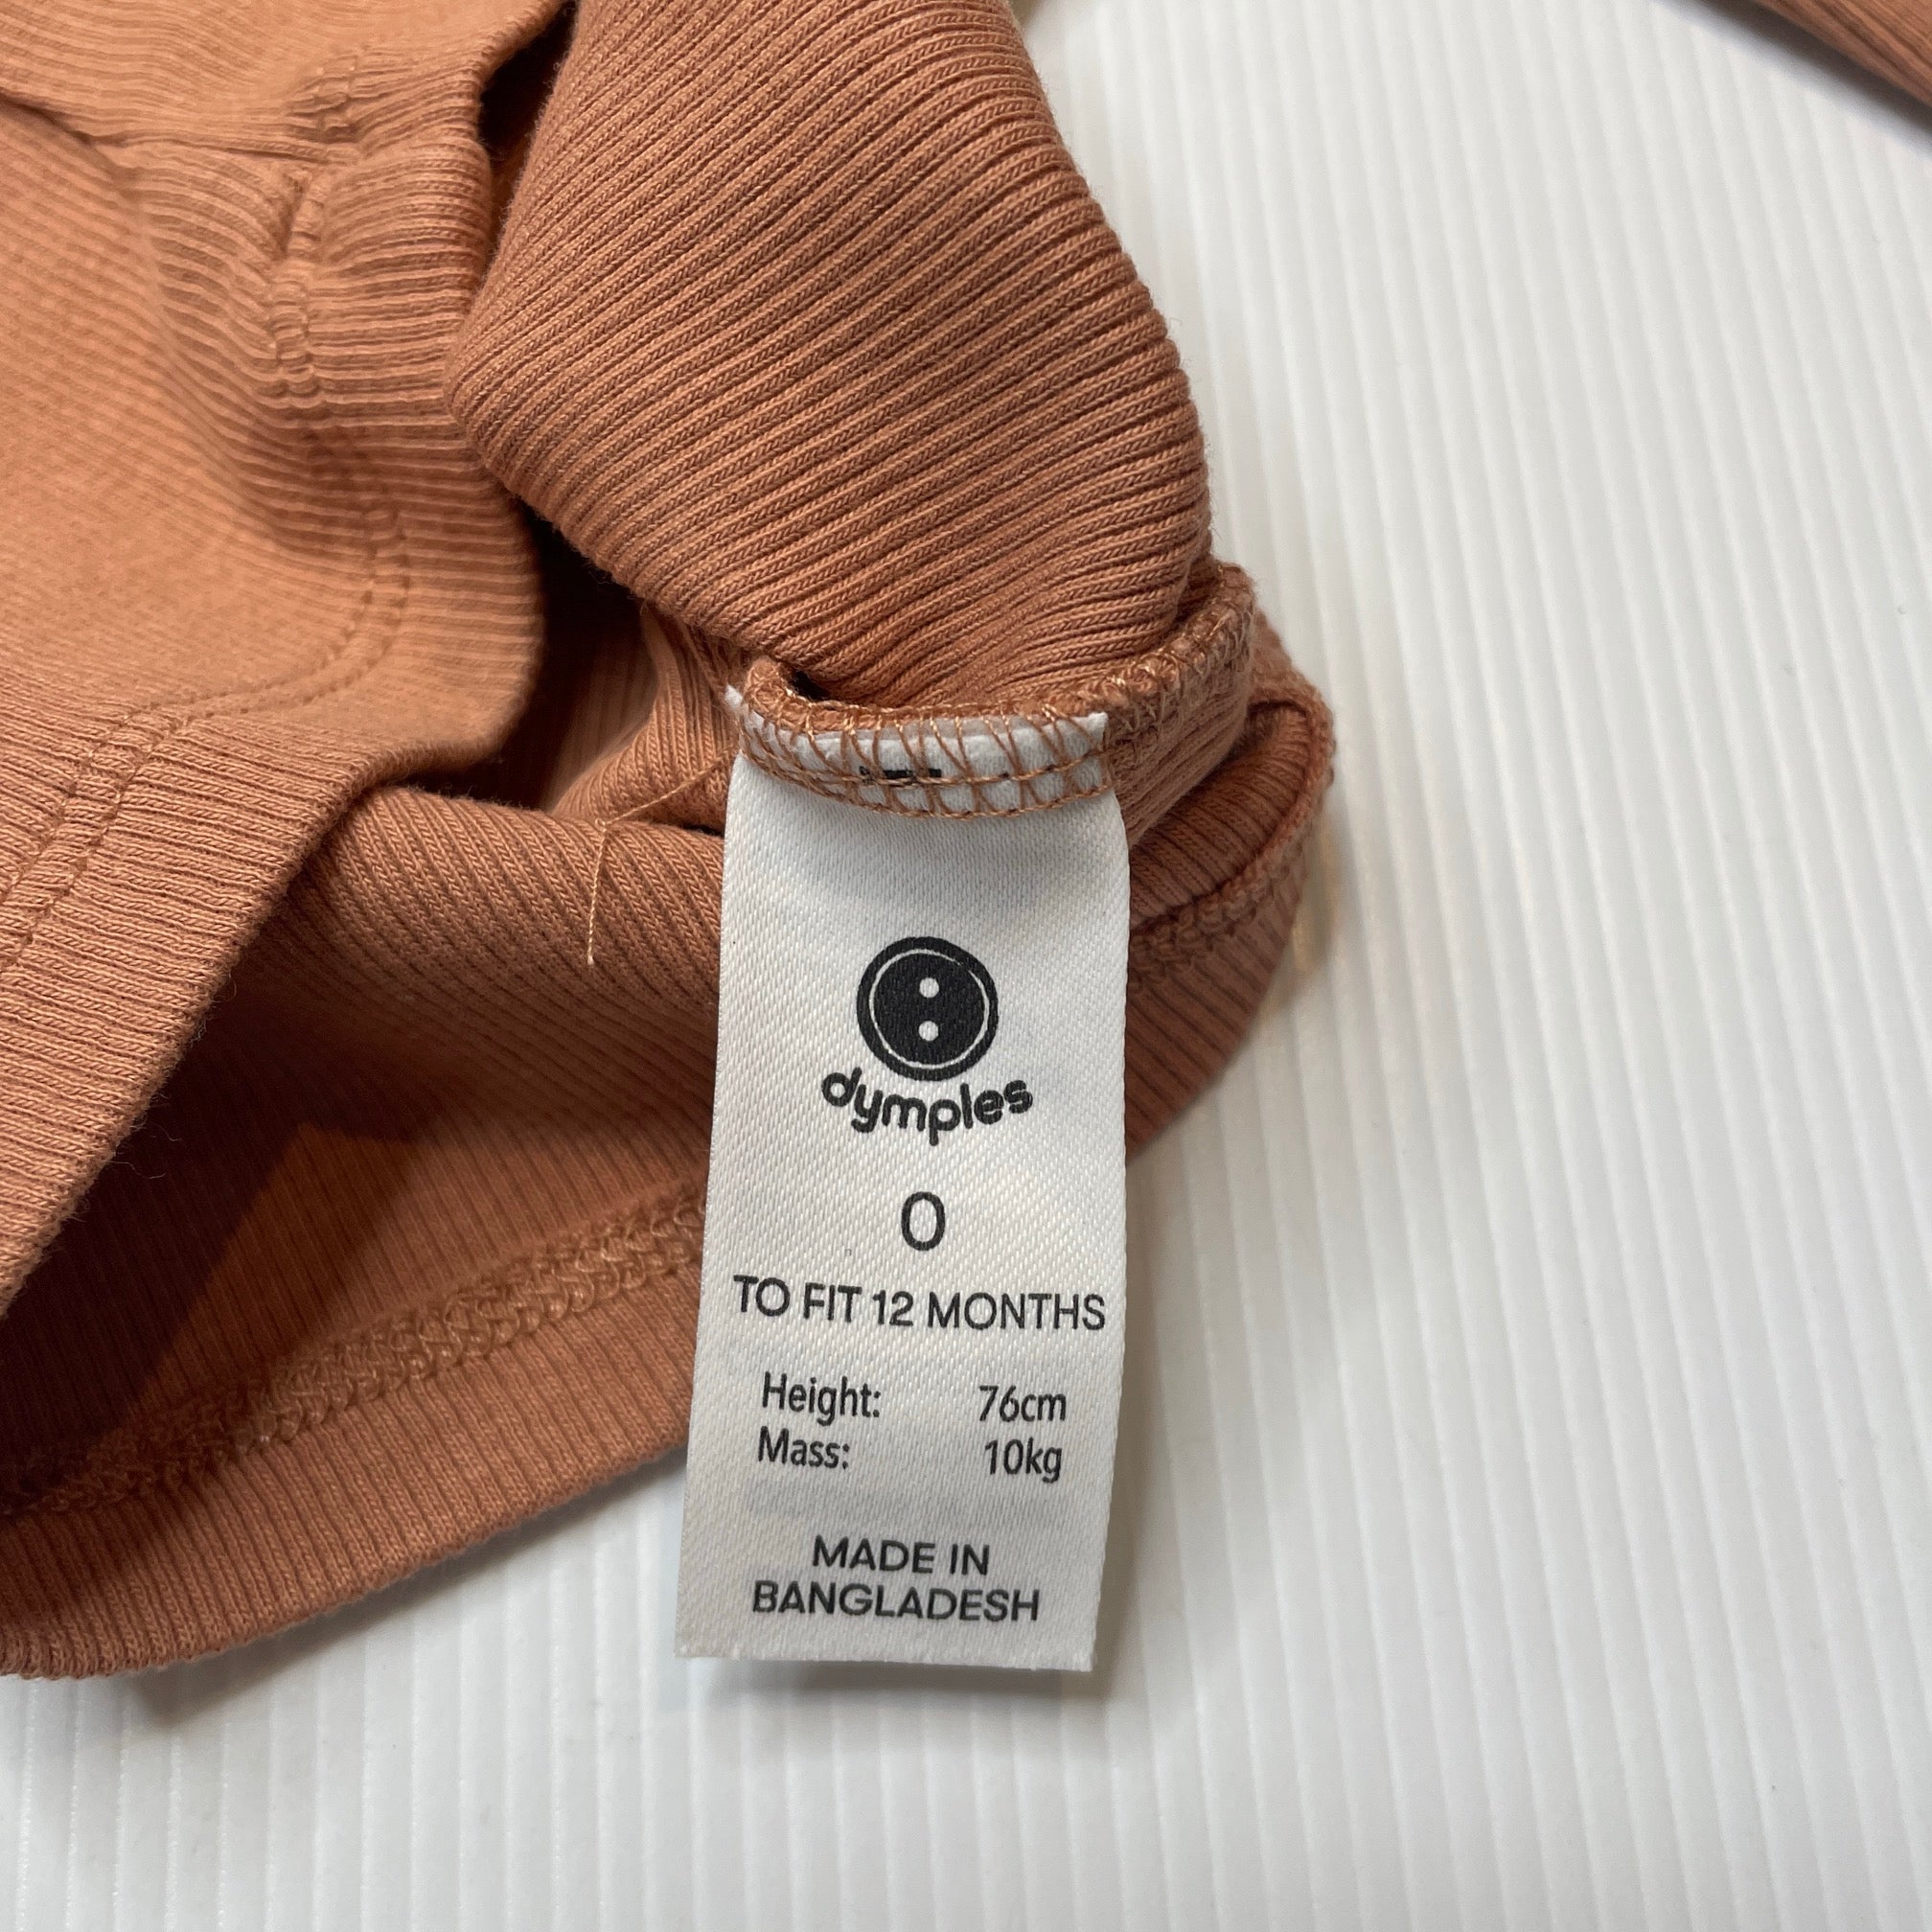 dymples
0
TO FIT 12 MONTHS
Height: 76cm
Mass: 10kg
MADE IN
BANGLADESH